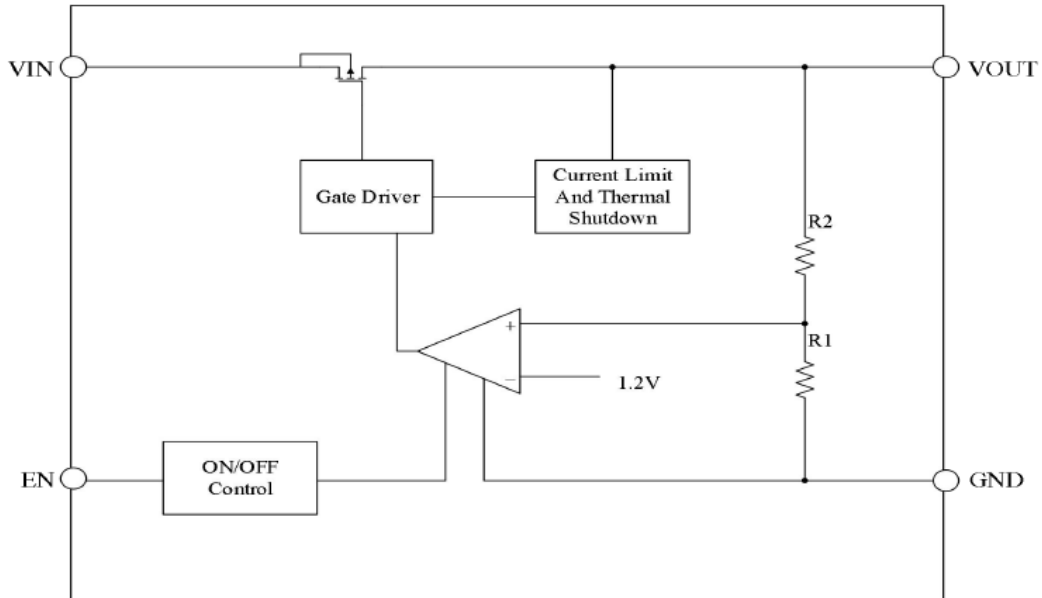 VIN
VOUT
Gate Driver
Current Limit
And Thermal
Shutdown
R2
+
R1
−
1.2V
EN
ON/OFF
Control
GND